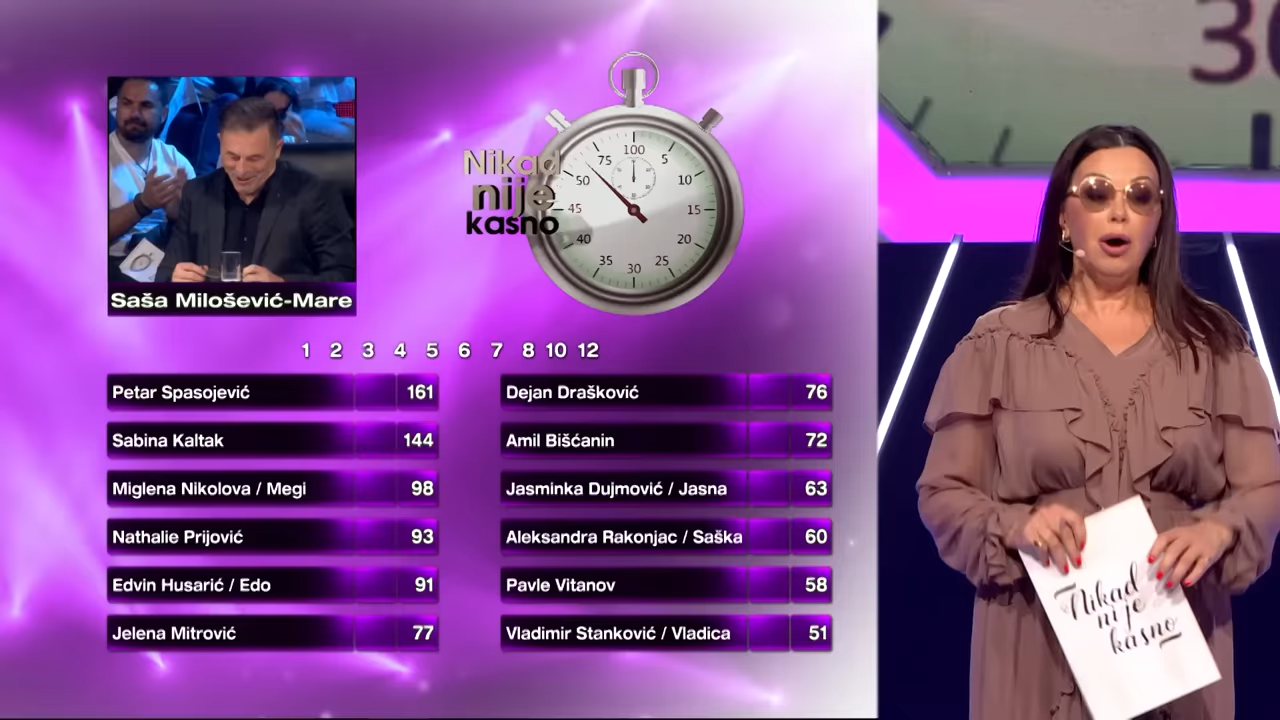 Saša Milošević-Mare
Nikad
nije
kasno
100
5
10
15
20
25
30
35
40
45
50
75
1 2 3 4 5 6 7 8 10 12
Petar Spasojević 161
Sabina Kaltak 144
Miglena Nikolova / Megi 98
Nathalie Prijović 93
Edvin Husarić / Edo 91
Jelena Mitrović 77
Dejan Drašković 76
Amil Bišćanin 72
Jasminka Dujmović / Jasna 63
Aleksandra Rakonjac / Saška 60
Pavle Vitanov 58
Vladimir Stanković / Vladica 51
Nikad
nije
kasno